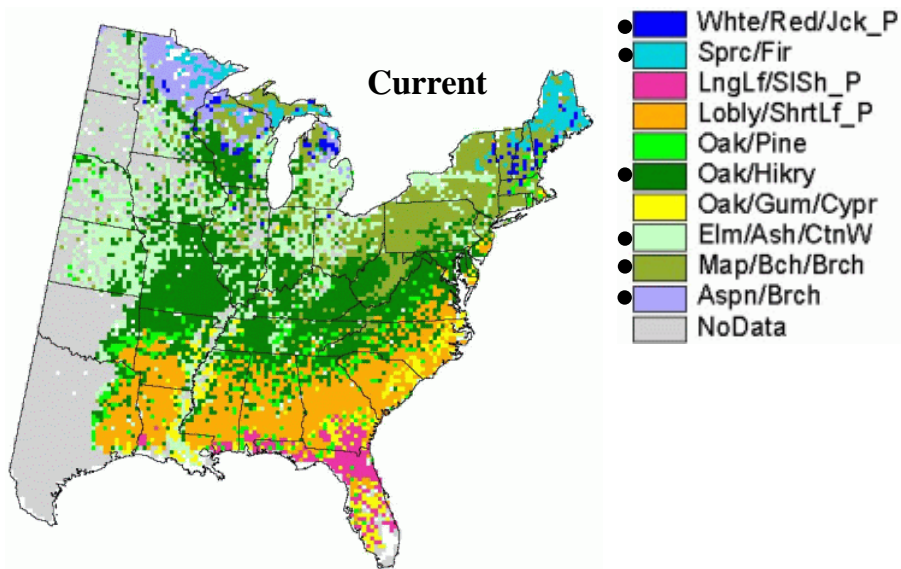 Current
Whte/Red/Jck_P
Sprc/Fir
LngLf/SlSh_P
Lobly/ShrtLf_P
Oak/Pine
Oak/Hikry
Oak/Gum/Cypr
Elm/Ash/CtnW
Map/Bch/Brch
Aspn/Brch
NoData